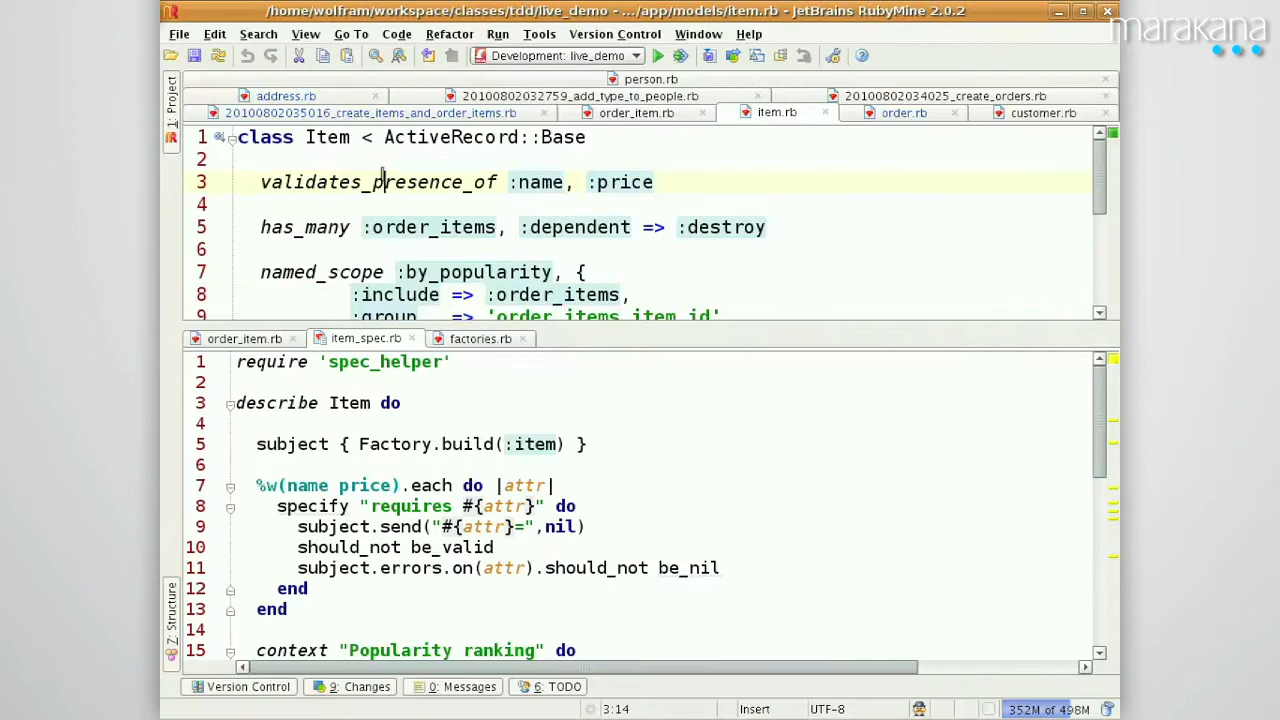 /home/wolfram/workspace/classes/tdd/live_demo - .../app/models/item.rb - JetBrains RubyMine 2.0.2
marakana
File Edit Search View Go To Code Refactor Run Tools Version Control Window Help
Development: live_demo
person.rb
address.rb 20100802032759_add_type_to_people.rb 20100802034025_create_orders.rb
20100802035016_create_items_and_order_items.rb order_item.rb item.rb order.rb customer.rb
1: Project
1 class Item < ActiveRecord::Base
2
3 validates_presence_of :name, :price
4
5 has_many :order_items, :dependent => :destroy
6
7 named_scope :by_popularity, {
8 :include => :order_items,
9 :group => 'order_items.item_id'
order_item.rb item_spec.rb factories.rb
1 require 'spec_helper'
2
3 describe Item do
4
5 subject { Factory.build(:item) }
6
7 %w(name price).each do |attr|
8 specify "requires #{attr}" do
9 subject.send("#{attr}=",nil)
10 should_not be_valid
11 subject.errors.on(attr).should_not be_nil
12 end
13 end
14
15 context "Popularity ranking" do
7: Structure
Version Control 9: Changes 0: Messages 6: TODO
3:14 Insert UTF-8 352M of 498M